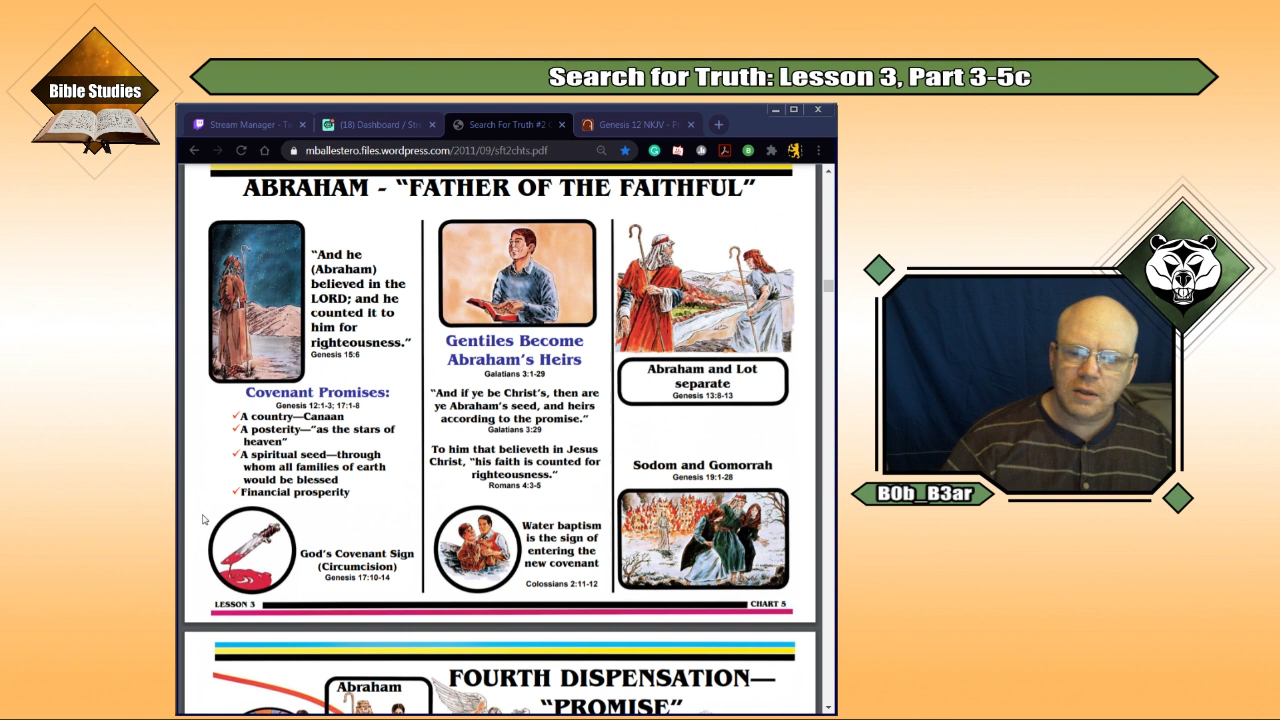 Bible Studies
Search for Truth: Lesson 3, Part 3-5c
Stream Manager - Tw
(18) Dashboard / Stre
Search For Truth #2 C
Genesis 12 NKJV - P
mballestero.files.wordpress.com/2011/09/sft2chts.pdf
ABRAHAM - “FATHER OF THE FAITHFUL”
“And he
(Abraham)
believed in the
LORD; and he
counted it to
him for
righteousness.”
Genesis 15:6
Covenant Promises:
Genesis 12:1-3; 17:1-8
A country—Canaan
A posterity—“as the stars of
heaven”
A spiritual seed—through
whom all families of earth
would be blessed
Financial prosperity
God’s Covenant Sign
(Circumcision)
Genesis 17:10-14
Gentiles Become
Abraham’s Heirs
Galatians 3:1-29
“And if ye be Christ’s, then are
ye Abraham’s seed, and heirs
according to the promise.”
Galatians 3:29
To him that believeth in Jesus
Christ, “his faith is counted for
righteousness.”
Romans 4:3-5
Water baptism
is the sign of
entering the
new covenant
Colossians 2:11-12
Abraham and Lot
separate
Genesis 13:8-13
Sodom and Gomorrah
Genesis 19:1-28
LESSON 3
CHART 5
Abraham
FOURTH DISPENSATION—
“PROMISE”
B0b_B3ar